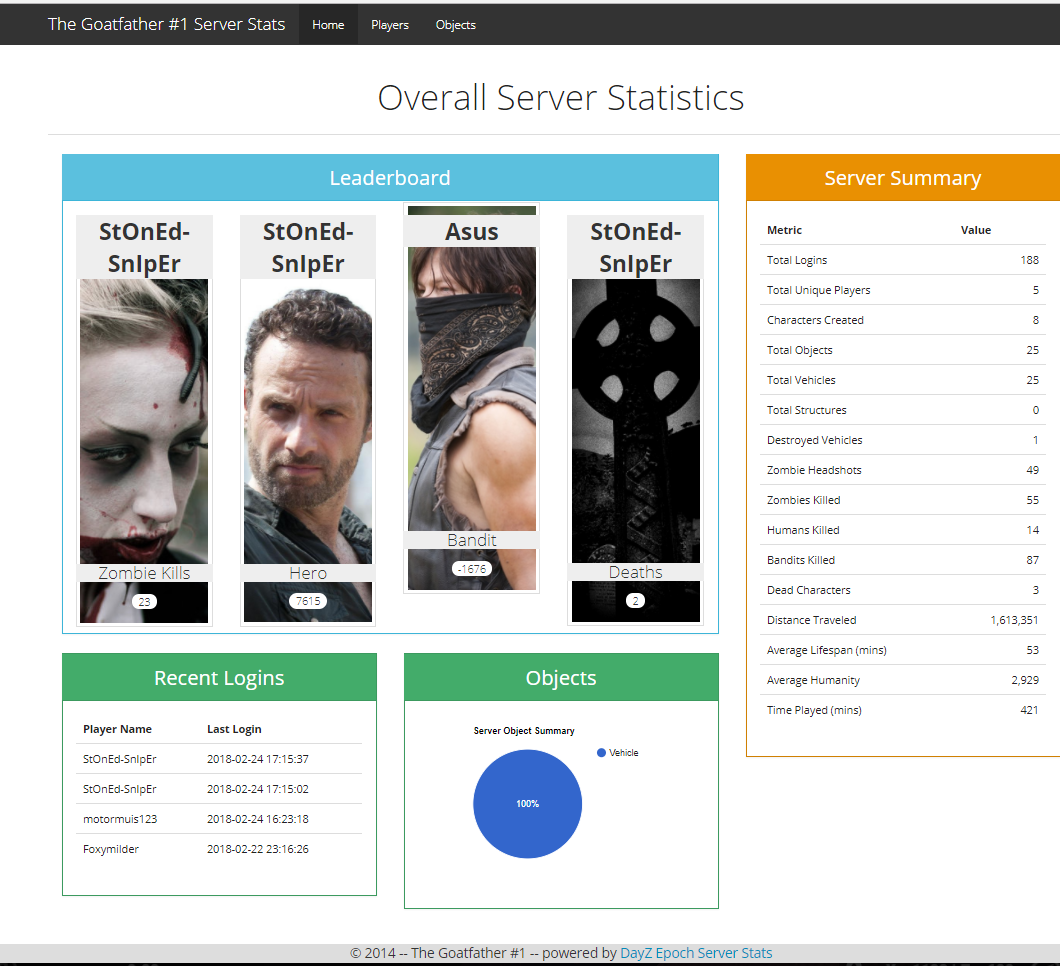 The Goatfather #1 Server Stats Home Players Objects
Overall Server Statistics
Leaderboard
StOnEd-
SnIpEr
Zombie Kills
23
StOnEd-
SnIpEr
Hero
7615
Asus
Bandit
-1676
StOnEd-
SnIpEr
Deaths
2
Server Summary
Metric Value
Total Logins 188
Total Unique Players 5
Characters Created 8
Total Objects 25
Total Vehicles 25
Total Structures 0
Destroyed Vehicles 1
Zombie Headshots 49
Zombies Killed 55
Humans Killed 14
Bandits Killed 87
Dead Characters 3
Distance Traveled 1,613,351
Average Lifespan (mins) 53
Average Humanity 2,929
Time Played (mins) 421
Recent Logins
Player Name Last Login
StOnEd-SnIpEr 2018-02-24 17:15:37
StOnEd-SnIpEr 2018-02-24 17:15:02
motormuis123 2018-02-24 16:23:18
Foxymilder 2018-02-22 23:16:26
Objects
Server Object Summary
Vehicle
100%
© 2014 -- The Goatfather #1 -- powered by DayZ Epoch Server Stats